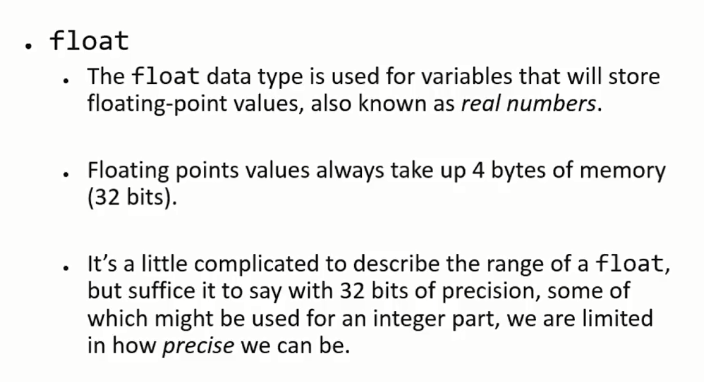 • float
• The float data type is used for variables that will store
floating-point values, also known as real numbers.
• Floating points values always take up 4 bytes of memory
(32 bits).
• It’s a little complicated to describe the range of a float,
but suffice it to say with 32 bits of precision, some of
which might be used for an integer part, we are limited
in how precise we can be.